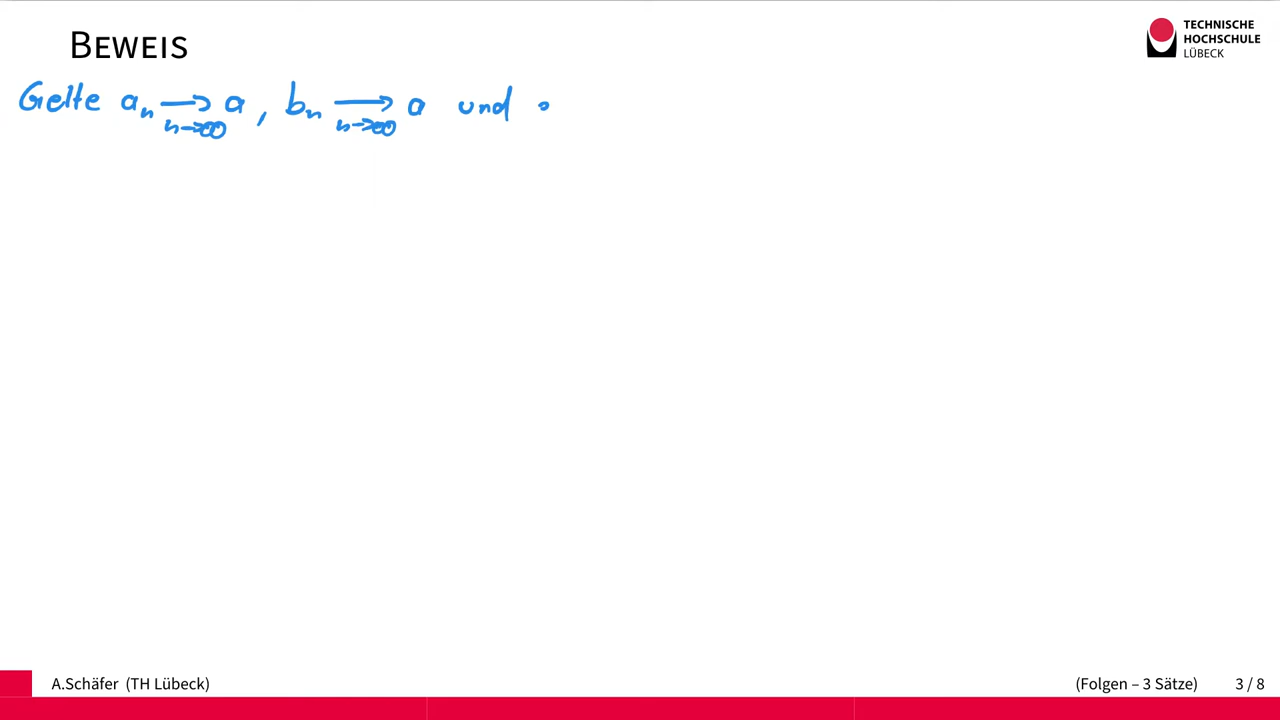 BEWEIS
TECHNISCHE
HOCHSCHULE
LÜBECK
Gelte aₙ ⟶ a , bₙ ⟶ a und
n→∞ n→∞
A.Schäfer (TH Lübeck) (Folgen – 3 Sätze) 3 / 8